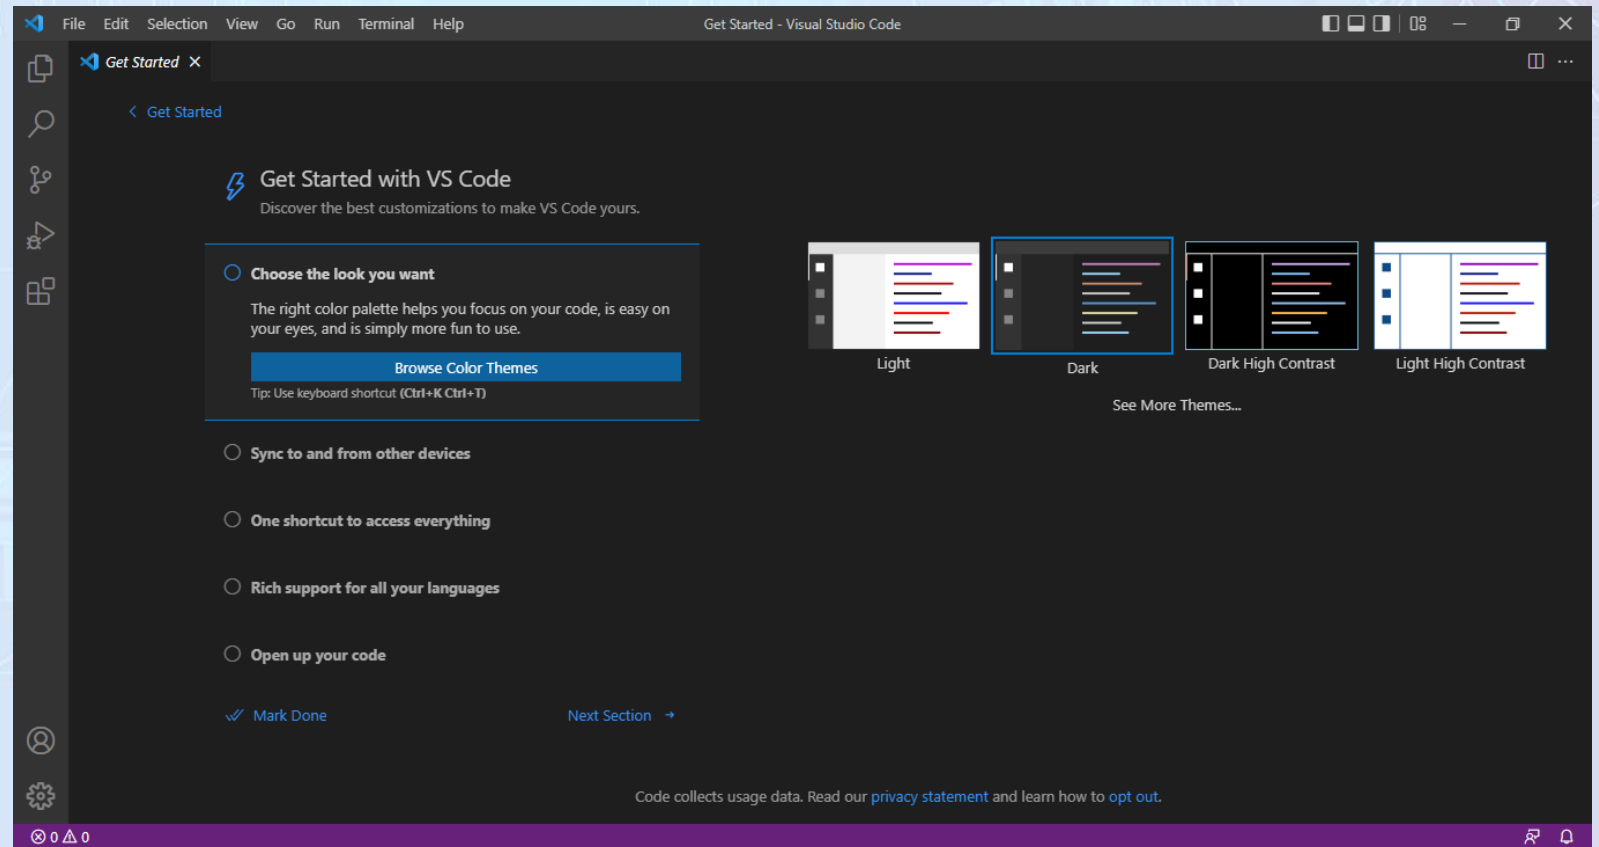 File Edit Selection View Go Run Terminal Help
Get Started - Visual Studio Code
Get Started
Get Started
Get Started with VS Code
Discover the best customizations to make VS Code yours.
Choose the look you want
The right color palette helps you focus on your code, is easy on
your eyes, and is simply more fun to use.
Browse Color Themes
Tip: Use keyboard shortcut (Ctrl+K Ctrl+T)
Light
Dark
Dark High Contrast
Light High Contrast
See More Themes...
Sync to and from other devices
One shortcut to access everything
Rich support for all your languages
Open up your code
Mark Done
Next Section
Code collects usage data. Read our privacy statement and learn how to opt out.
0 0